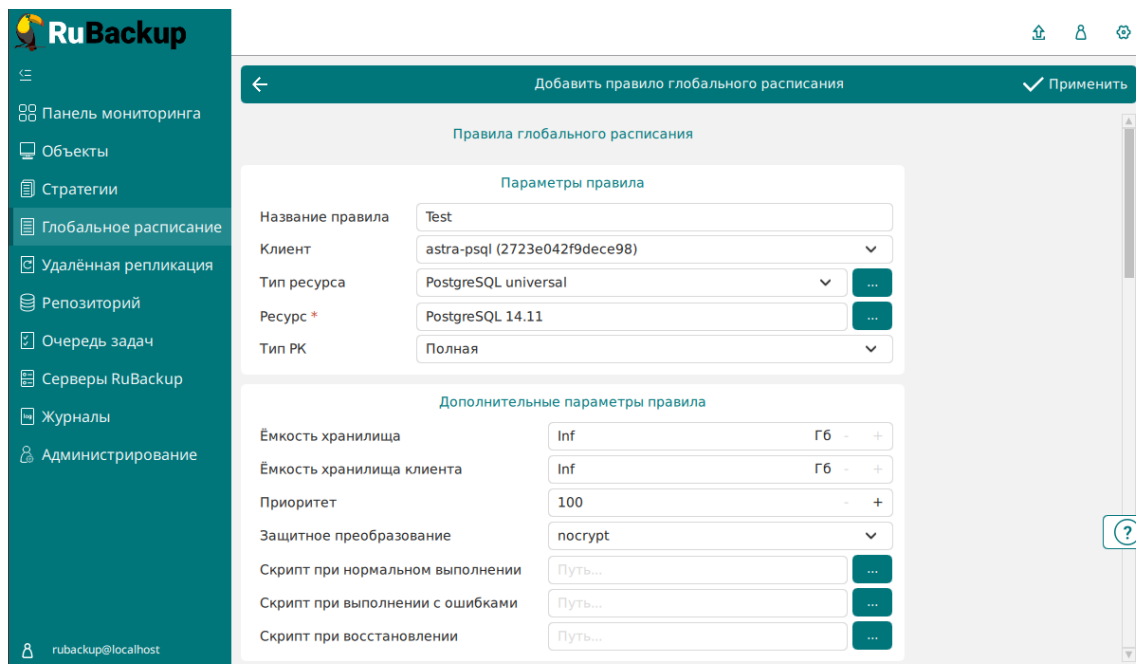 RuBackup
Добавить правило глобального расписания
Применить
Панель мониторинга
Объекты
Стратегии
Глобальное расписание
Удалённая репликация
Репозиторий
Очередь задач
Серверы RuBackup
Журналы
Администрирование
rubackup@localhost
Правила глобального расписания
Параметры правила
Название правила Test
Клиент astra-psql (2723e042f9dece98)
Тип ресурса PostgreSQL universal ...
Ресурс * PostgreSQL 14.11 ...
Тип РК Полная
Дополнительные параметры правила
Ёмкость хранилища Inf Гб - +
Ёмкость хранилища клиента Inf Гб - +
Приоритет 100 - +
Защитное преобразование nocrypt
Скрипт при нормальном выполнении Путь... ...
Скрипт при выполнении с ошибками Путь... ...
Скрипт при восстановлении Путь... ...
?